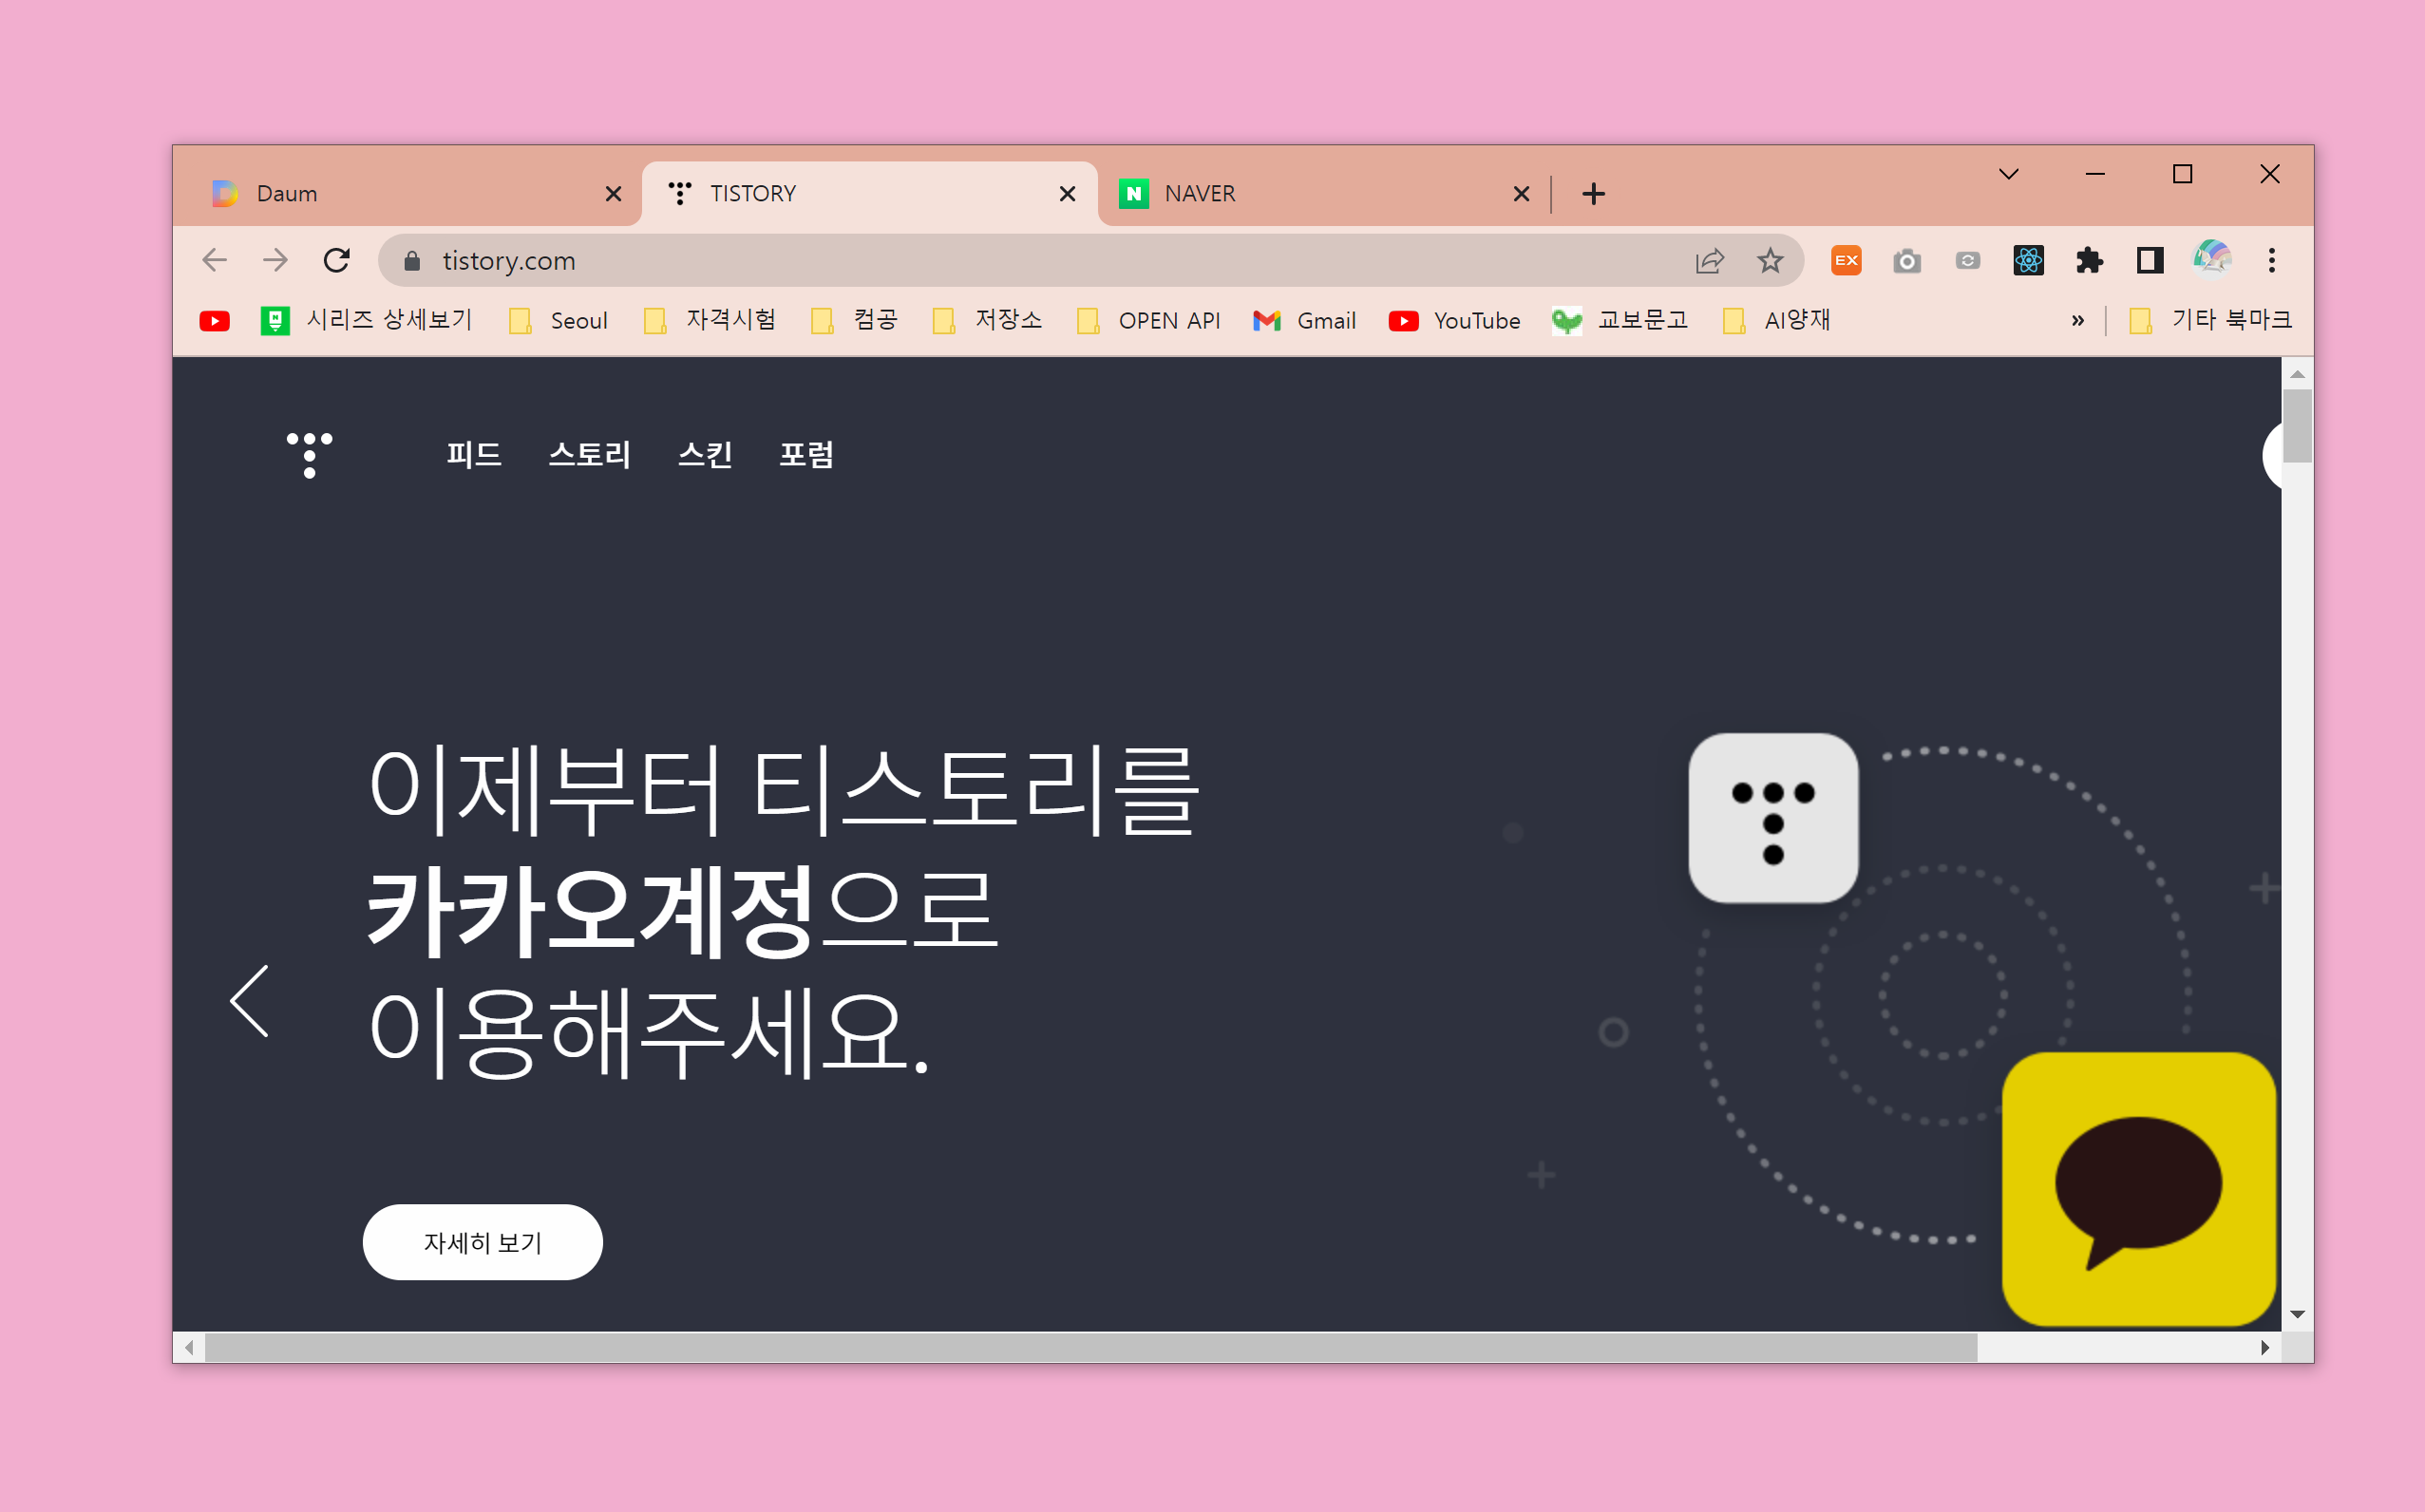 Daum TISTORY NAVER
tistory.com EX
시리즈 상세보기 Seoul 자격시험 컴공 저장소 OPEN API Gmail YouTube 교보문고 AI양재 » 기타 북마크
피드 스토리 스킨 포럼
이제부터 티스토리를
카카오계정으로
이용해주세요.
자세히 보기